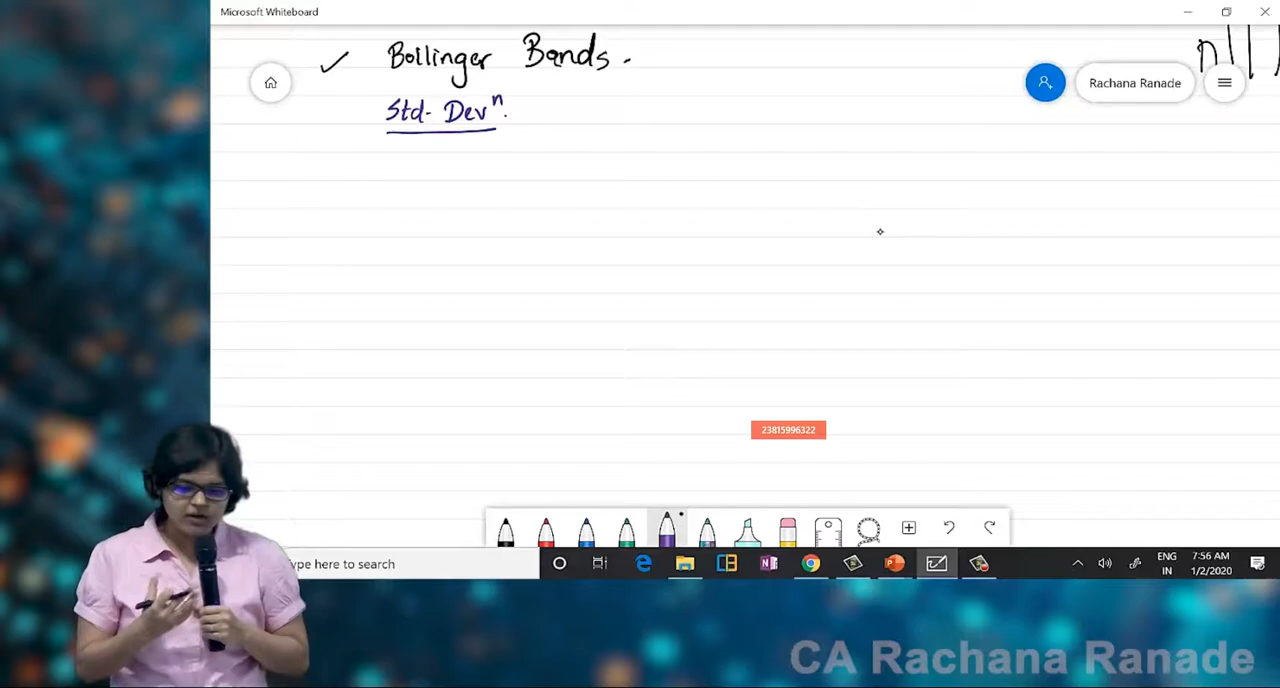 Microsoft Whiteboard
✓ Bollinger Bands.
Std. Devⁿ.
Rachana Ranade
23815996322
ype here to search
ENG
IN
7:56 AM
1/2/2020
CA Rachana Ranade